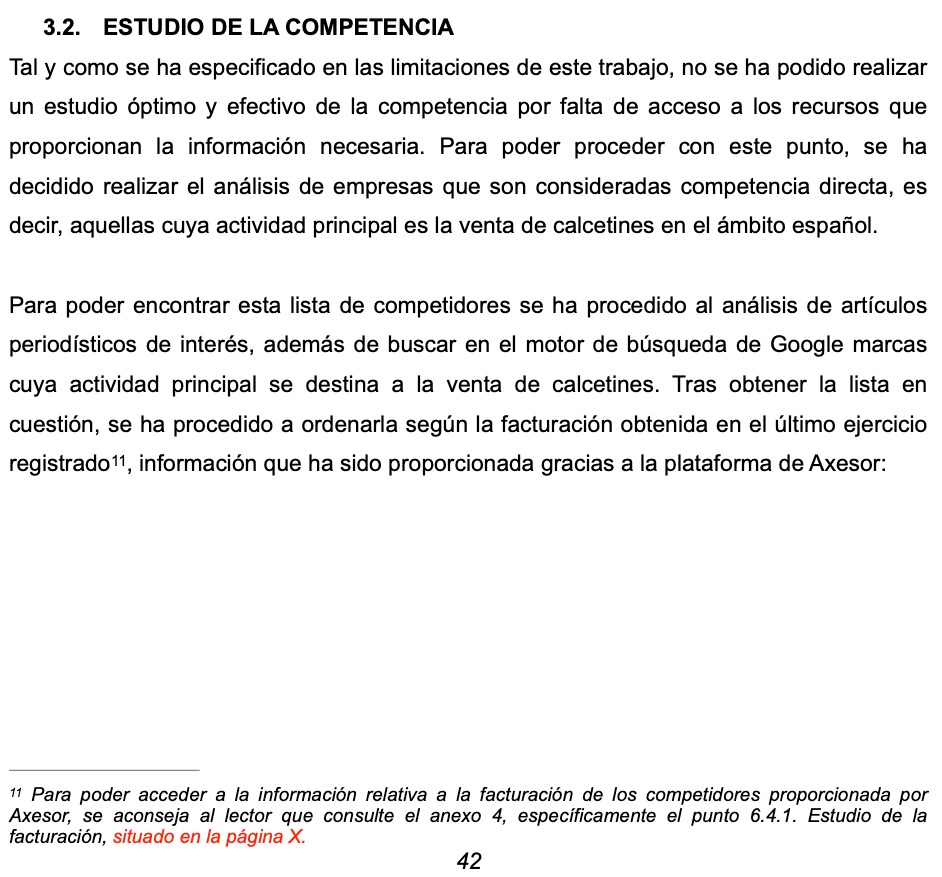 3.2. ESTUDIO DE LA COMPETENCIA
Tal y como se ha especificado en las limitaciones de este trabajo, no se ha podido realizar
un estudio óptimo y efectivo de la competencia por falta de acceso a los recursos que
proporcionan la información necesaria. Para poder proceder con este punto, se ha
decidido realizar el análisis de empresas que son consideradas competencia directa, es
decir, aquellas cuya actividad principal es la venta de calcetines en el ámbito español.
Para poder encontrar esta lista de competidores se ha procedido al análisis de artículos
periodísticos de interés, además de buscar en el motor de búsqueda de Google marcas
cuya actividad principal se destina a la venta de calcetines. Tras obtener la lista en
cuestión, se ha procedido a ordenarla según la facturación obtenida en el último ejercicio
registrado11, información que ha sido proporcionada gracias a la plataforma de Axesor:
11 Para poder acceder a la información relativa a la facturación de los competidores proporcionada por
Axesor, se aconseja al lector que consulte el anexo 4, específicamente el punto 6.4.1. Estudio de la
facturación, situado en la página X.
42